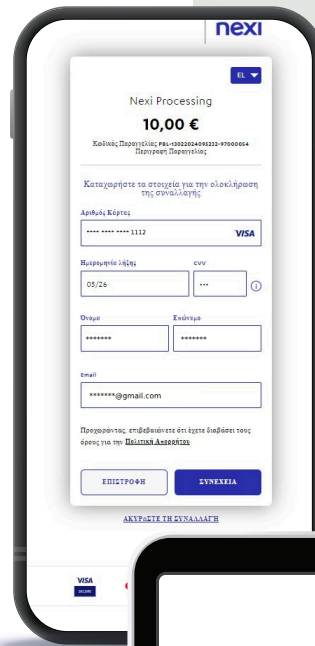 nexi
EL
Nexi Processing
10,00 €
Κωδικός Παραγγελίας PBL-13022024095232-97000054
Περιγραφή Παραγγελίας
Καταχωρήστε τα στοιχεία για την ολοκλήρωση
της συναλλαγής
Αριθμός Κάρτας
**** **** **** 1112 VISA
Ημερομηνία λήξης CVV
05/26 ***
Όνομα Επώνυμο
******* *******
Email
*******@gmail.com
Προχωρώντας, επιβεβαιώνετε ότι έχετε διαβάσει τους
όρους για την Πολιτική Απορρήτου
ΕΠΙΣΤΡΟΦΗ ΣΥΝΕΧΕΙΑ
ΑΚΥΡΩΣΤΕ ΤΗ ΣΥΝΑΛΛΑΓΗ
VISA
SECURE